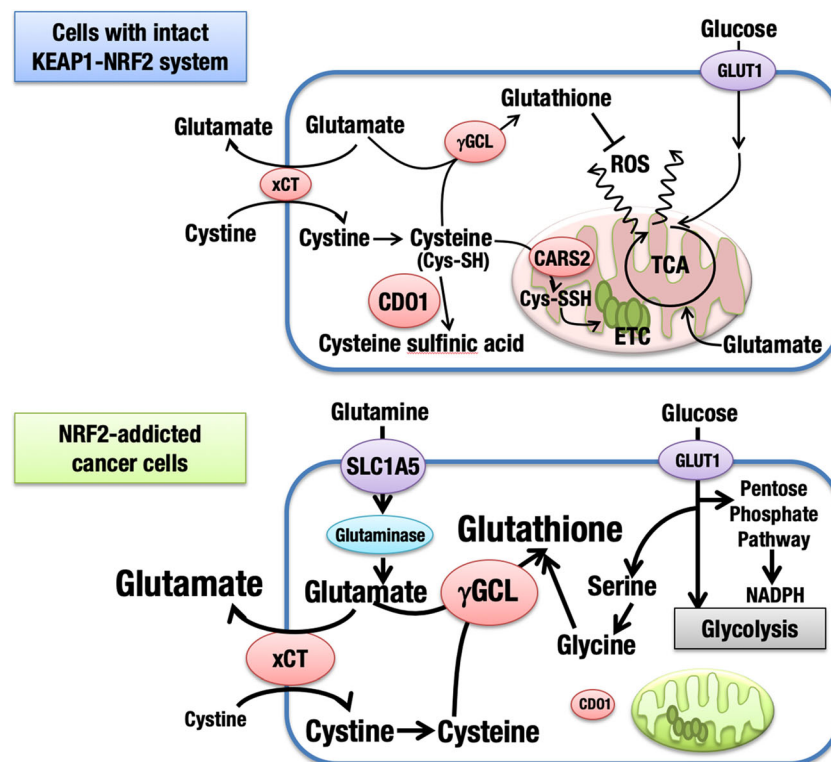 Cells with intact
KEAP1-NRF2 system
Glucose
GLUT1
Glutathione
Glutamate
Glutamate
γGCL
ROS
xCT
Cystine
Cystine
Cysteine
(Cys-SH)
CARS2
TCA
CDO1
Cys-SSH
ETC
Cysteine sulfinic acid
Glutamate
NRF2-addicted
cancer cells
Glutamine
Glucose
SLC1A5
GLUT1
Pentose
Phosphate
Pathway
Glutaminase
Glutathione
Glutamate
Glutamate
γGCL
Serine
NADPH
Glycine
Glycolysis
xCT
Cystine
Cystine
Cysteine
CDO1